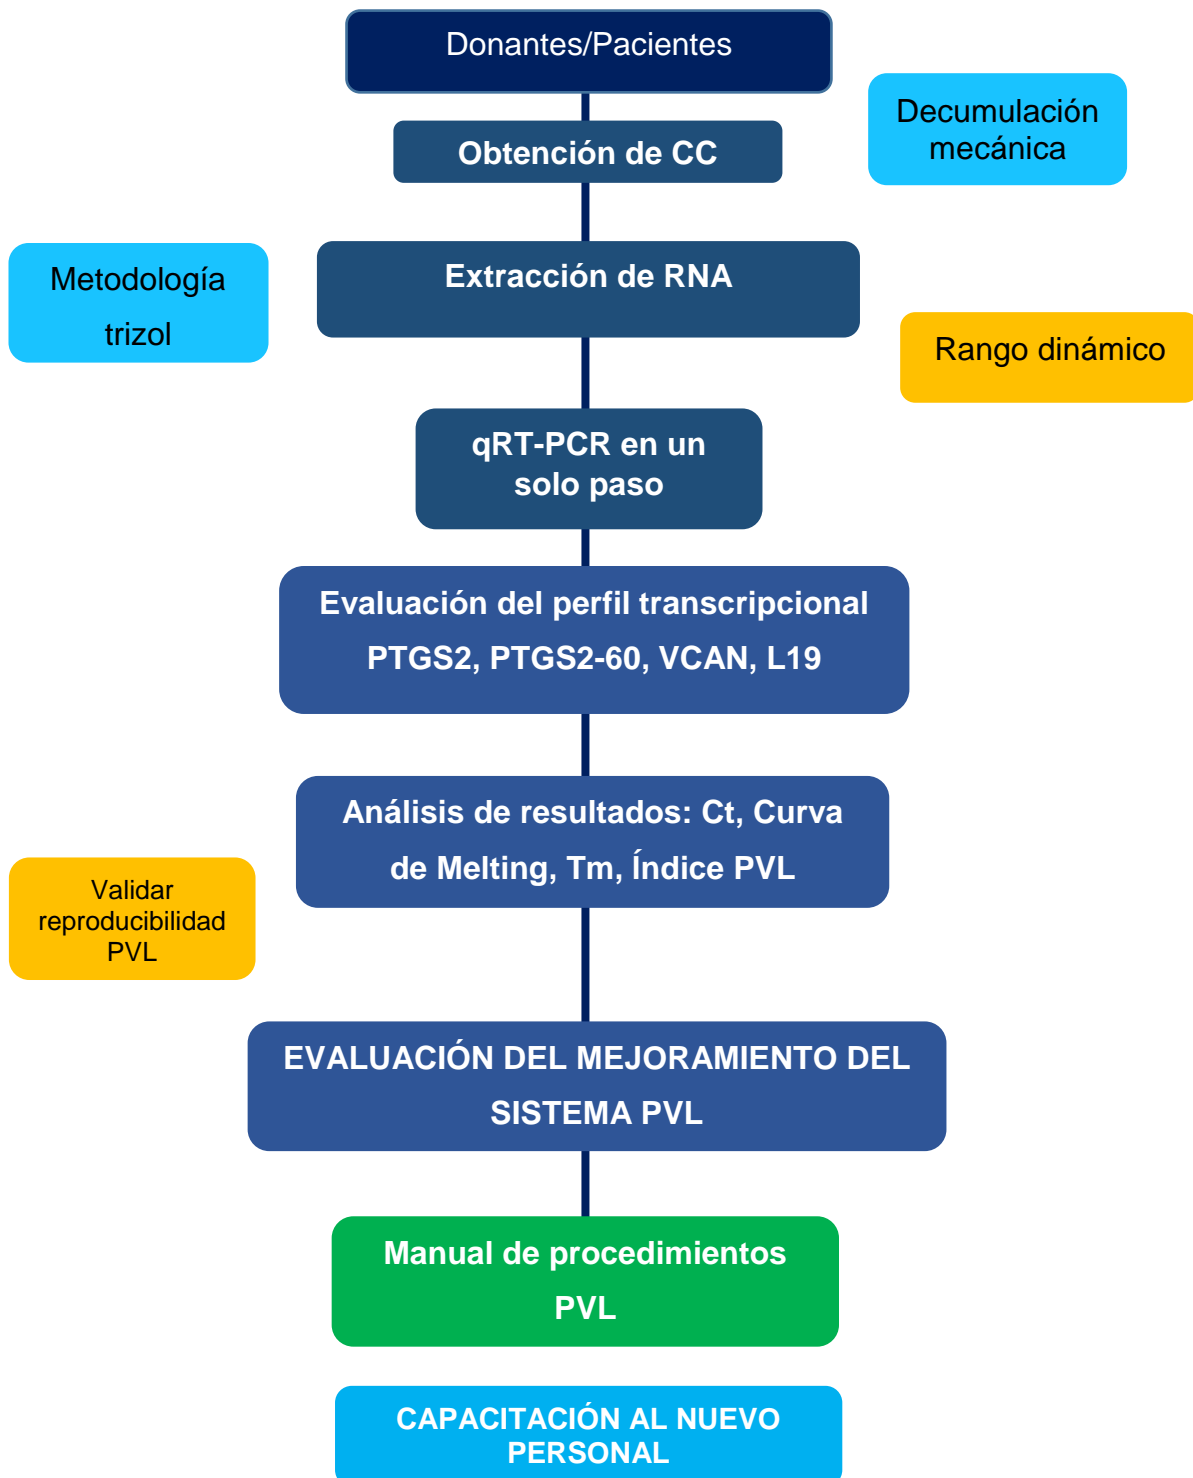 Donantes/Pacientes
Decumulación
mecánica
Obtención de CC
Metodología
trizol
Extracción de RNA
Rango dinámico
qRT-PCR en un
solo paso
Evaluación del perfil transcripcional
PTGS2, PTGS2-60, VCAN, L19
Análisis de resultados: Ct, Curva
de Melting, Tm, Índice PVL
Validar
reproducibilidad
PVL
EVALUACIÓN DEL MEJORAMIENTO DEL
SISTEMA PVL
Manual de procedimientos
PVL
CAPACITACIÓN AL NUEVO
PERSONAL